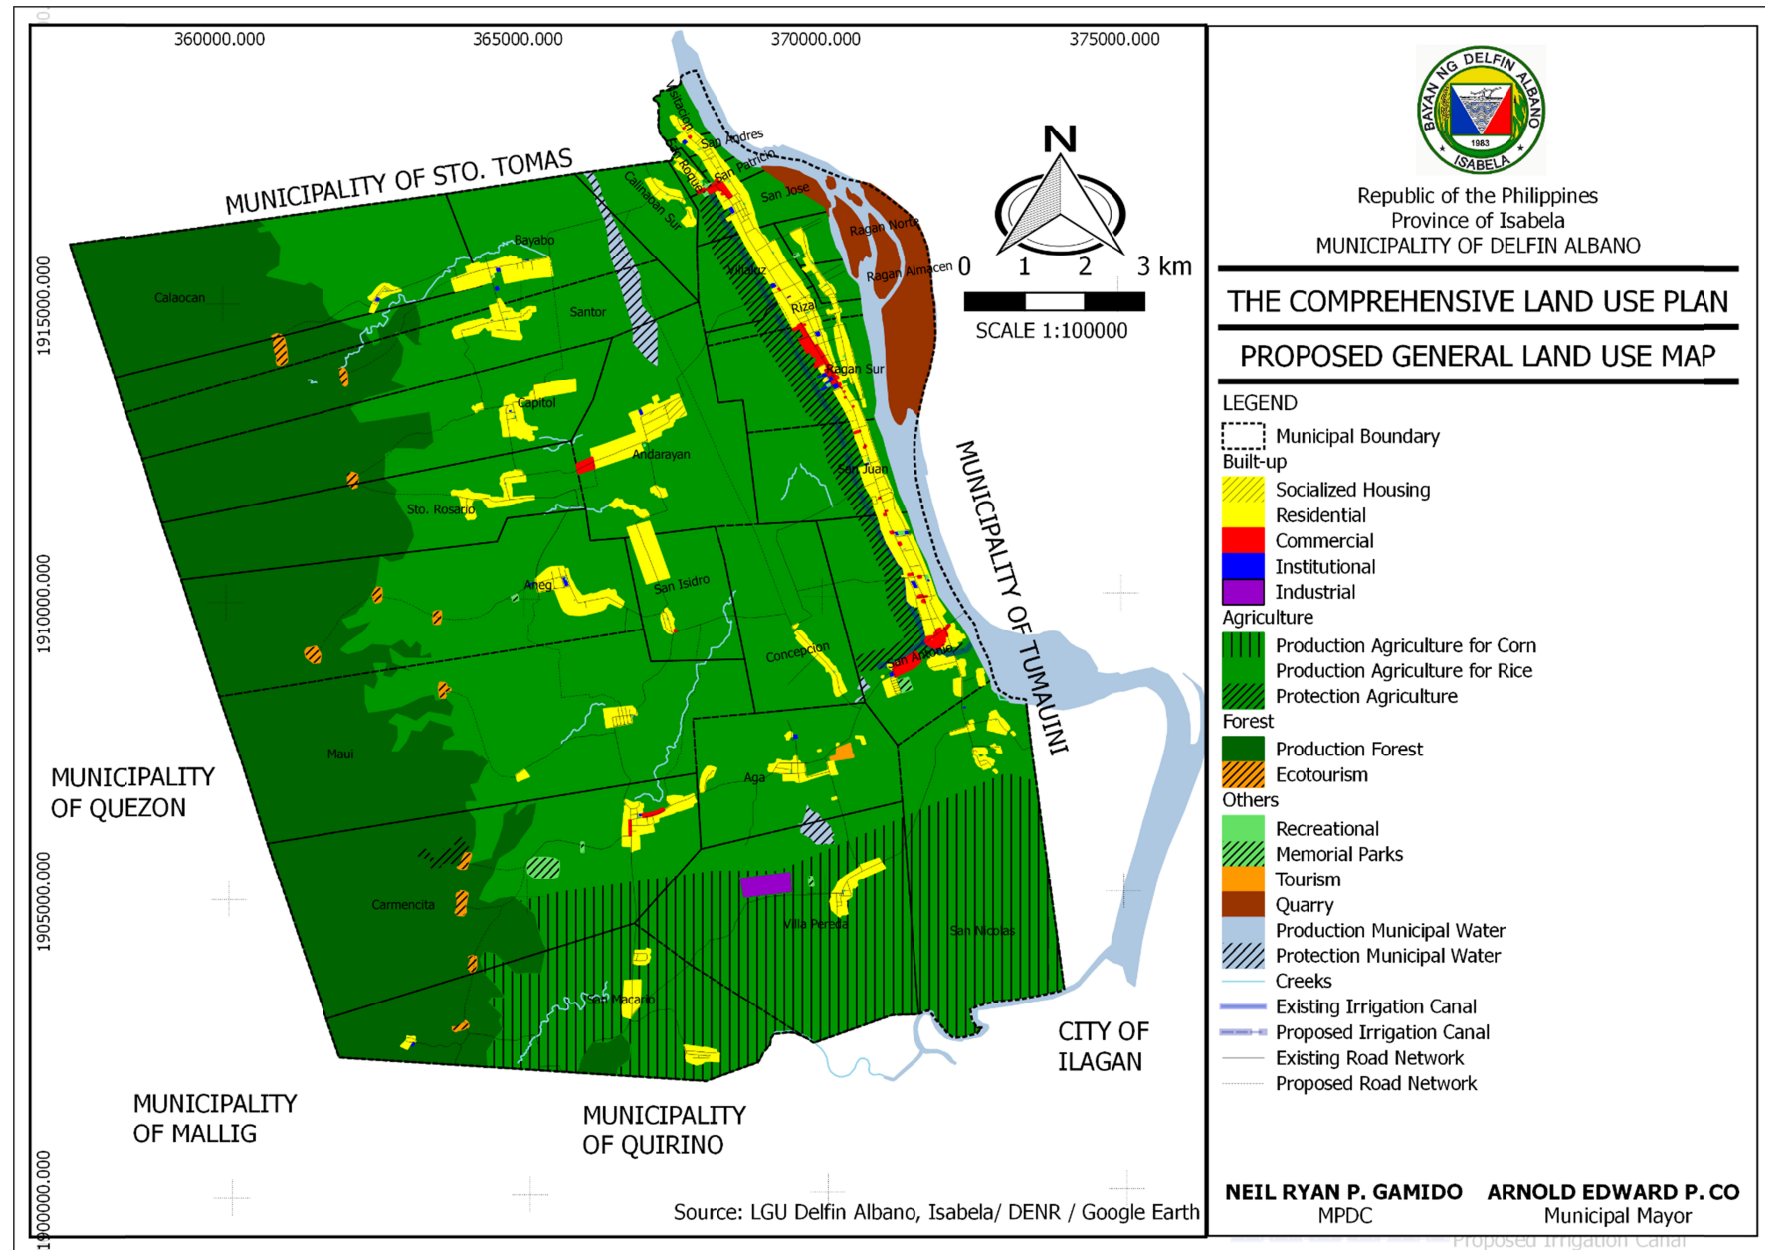 360000.000
365000.000
370000.000
375000.000
1915000.000
1910000.000
1905000.000
1900000.000
MUNICIPALITY OF STO. TOMAS
Visitacion
San Andres
San Patricio
San Roque
Calinaoan Sur
San Jose
Ragan Norte
Ragan Almacen
Bayabo
Villaluz
Calaocan
Santor
Rizal
Ragan Sur
Capitol
Andarayan
San Juan
Sto. Rosario
Aneg
San Isidro
Concepcion
San Antonio
Maui
Aga
Carmencita
Villa Pereda
San Nicolas
San Macario
MUNICIPALITY OF TUMAUINI
MUNICIPALITY
OF QUEZON
MUNICIPALITY
OF MALLIG
MUNICIPALITY
OF QUIRINO
CITY OF
ILAGAN
N
0 1 2 3 km
SCALE 1:100000
Source: LGU Delfin Albano, Isabela/ DENR / Google Earth
BAYAN NG DELFIN ALBANO
1983
ISABELA
Republic of the Philippines
Province of Isabela
MUNICIPALITY OF DELFIN ALBANO
THE COMPREHENSIVE LAND USE PLAN
PROPOSED GENERAL LAND USE MAP
LEGEND
Municipal Boundary
Built-up
Socialized Housing
Residential
Commercial
Institutional
Industrial
Agriculture
Production Agriculture for Corn
Production Agriculture for Rice
Protection Agriculture
Forest
Production Forest
Ecotourism
Others
Recreational
Memorial Parks
Tourism
Quarry
Production Municipal Water
Protection Municipal Water
Creeks
Existing Irrigation Canal
Proposed Irrigation Canal
Existing Road Network
Proposed Road Network
NEIL RYAN P. GAMIDO ARNOLD EDWARD P. CO
MPDC Municipal Mayor
Proposed Irrigation Canal